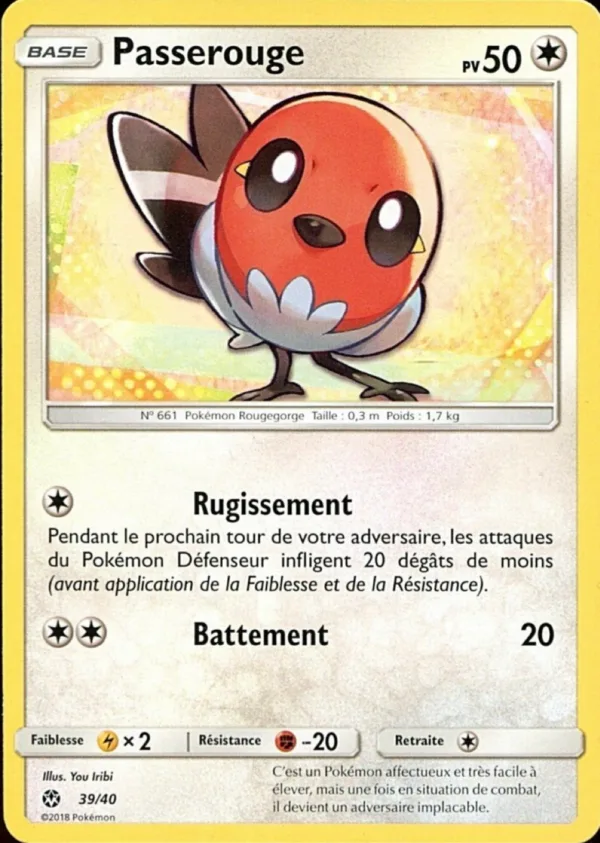 BASE Passerouge PV 50
N° 661 Pokémon Rougegorge Taille : 0,3 m Poids : 1,7 kg
Rugissement
Pendant le prochain tour de votre adversaire, les attaques
du Pokémon Défenseur infligent 20 dégâts de moins
(avant application de la Faiblesse et de la Résistance).
Battement 20
Faiblesse × 2 Résistance -20 Retraite
Illus. You Iribi
39/40
©2018 Pokémon
C'est un Pokémon affectueux et très facile à
élever, mais une fois en situation de combat,
il devient un adversaire implacable.